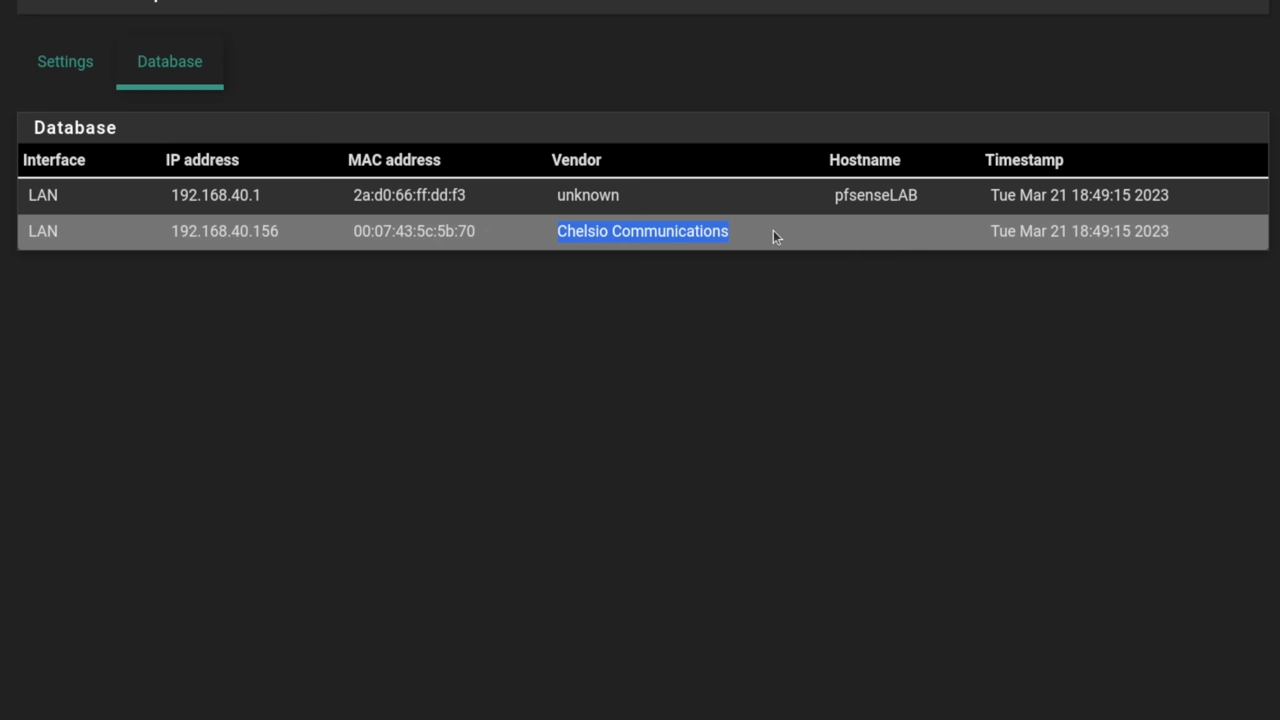 Settings Database
Database
Interface IP address MAC address Vendor Hostname Timestamp
LAN 192.168.40.1 2a:d0:66:ff:dd:f3 unknown pfsenseLAB Tue Mar 21 18:49:15 2023
LAN 192.168.40.156 00:07:43:5c:5b:70 Chelsio Communications Tue Mar 21 18:49:15 2023